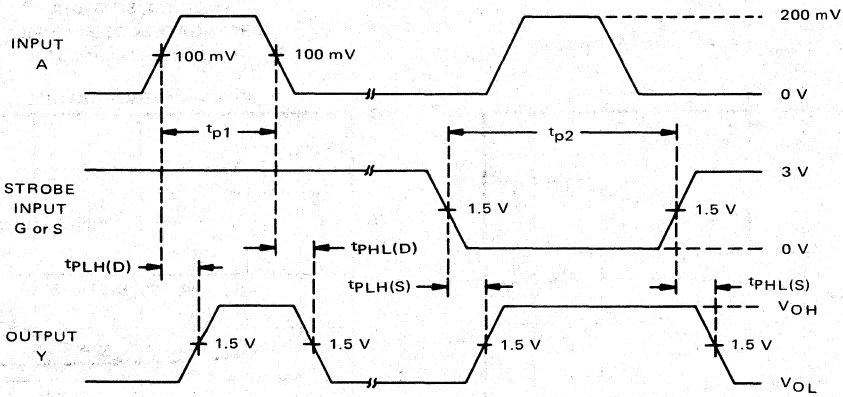 200 mV
INPUT
A
100 mV
100 mV
0 V
tp1
tp2
3 V
STROBE
INPUT
G or S
1.5 V
1.5 V
0 V
tPLH(D)
tPHL(D)
tPLH(S)
tPHL(S)
VOH
OUTPUT
Y
1.5 V
1.5 V
1.5 V
1.5 V
VOL